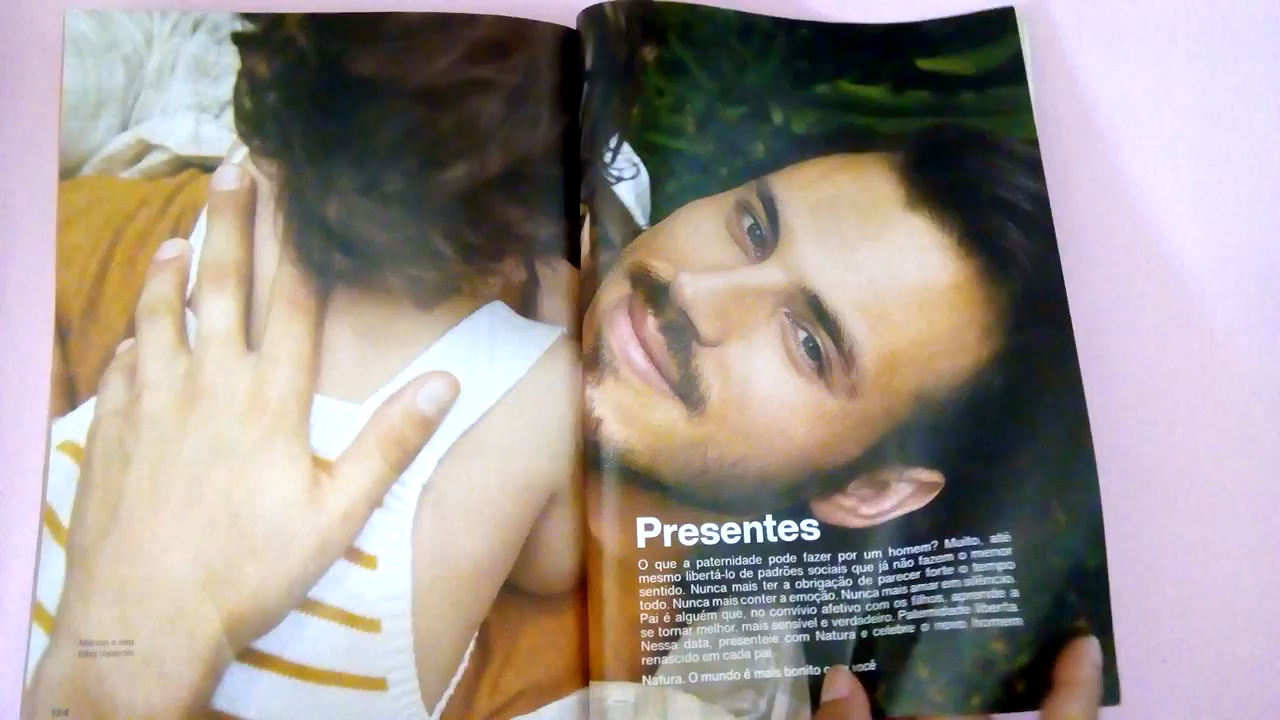 Presentes
O que a paternidade pode fazer por um homem? Muito, até
mesmo libertá-lo de padrões sociais que já não fazem o menor
sentido. Nunca mais ter a obrigação de parecer forte o tempo
todo. Nunca mais conter a emoção. Nunca mais amar em silêncio.
Pai é alguém que, no convívio afetivo com os filhos, aprende a
se tornar melhor, mais sensível e verdadeiro. Paternidade liberta.
Nessa data, presenteie com Natura e celebre o novo homem
renascido em cada pai.
Natura. O mundo é mais bonito você
Márcio e seu
filho Valentin
124